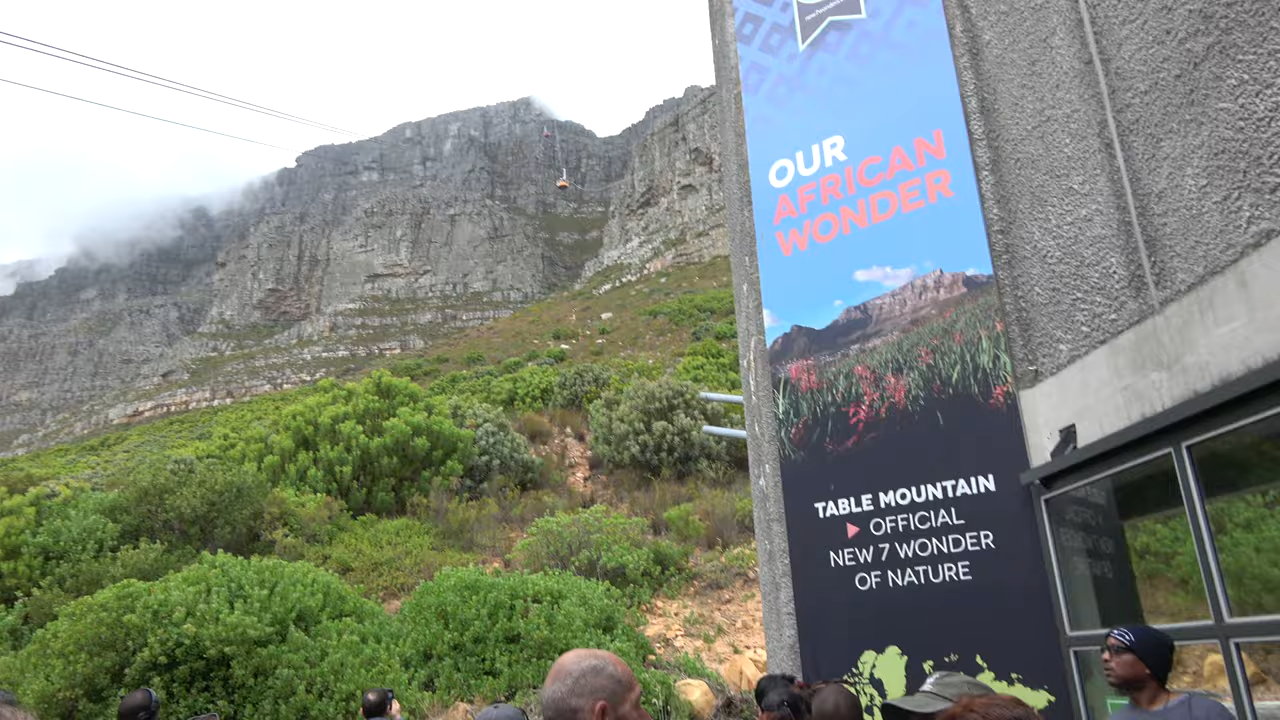 OUR
AFRICAN
WONDER
TABLE MOUNTAIN
OFFICIAL
NEW 7 WONDER
OF NATURE